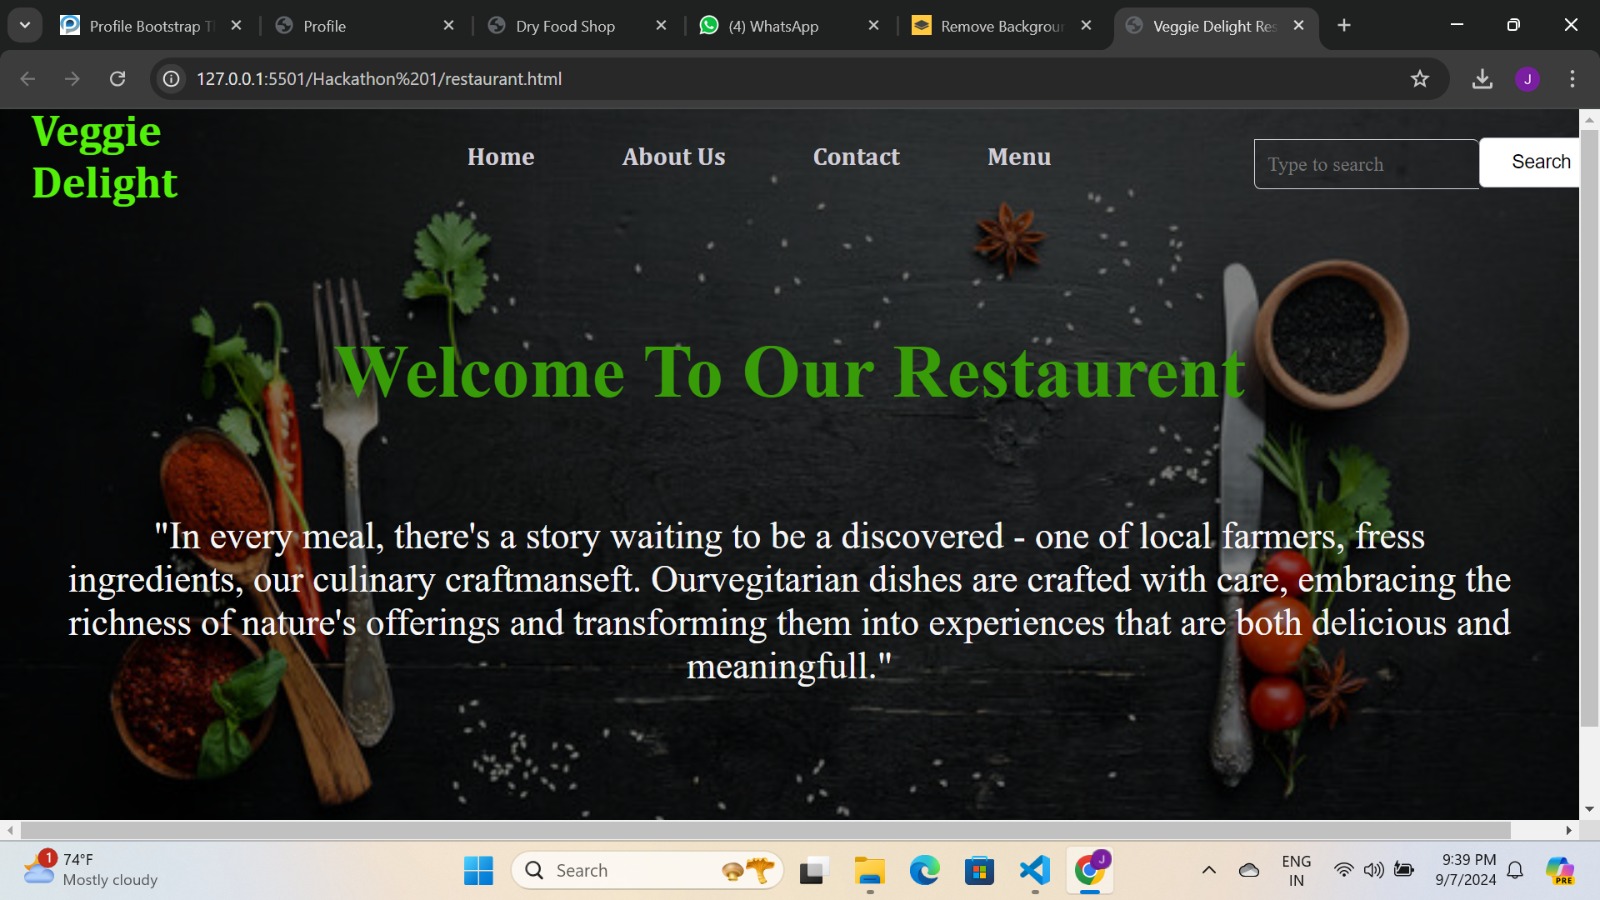 Profile Bootstrap T
Profile
Dry Food Shop
(4) WhatsApp
Remove Backgrour
Veggie Delight Res
127.0.0.1:5501/Hackathon%201/restaurant.html
J
Veggie
Delight
Home
About Us
Contact
Menu
Type to search
Search
Welcome To Our Restaurent
"In every meal, there's a story waiting to be a discovered - one of local farmers, fress
ingredients, our culinary craftmanseft. Ourvegitarian dishes are crafted with care, embracing the
richness of nature's offerings and transforming them into experiences that are both delicious and
meaningfull."
1
74°F
Mostly cloudy
Search
J
ENG
IN
9:39 PM
9/7/2024
PRE